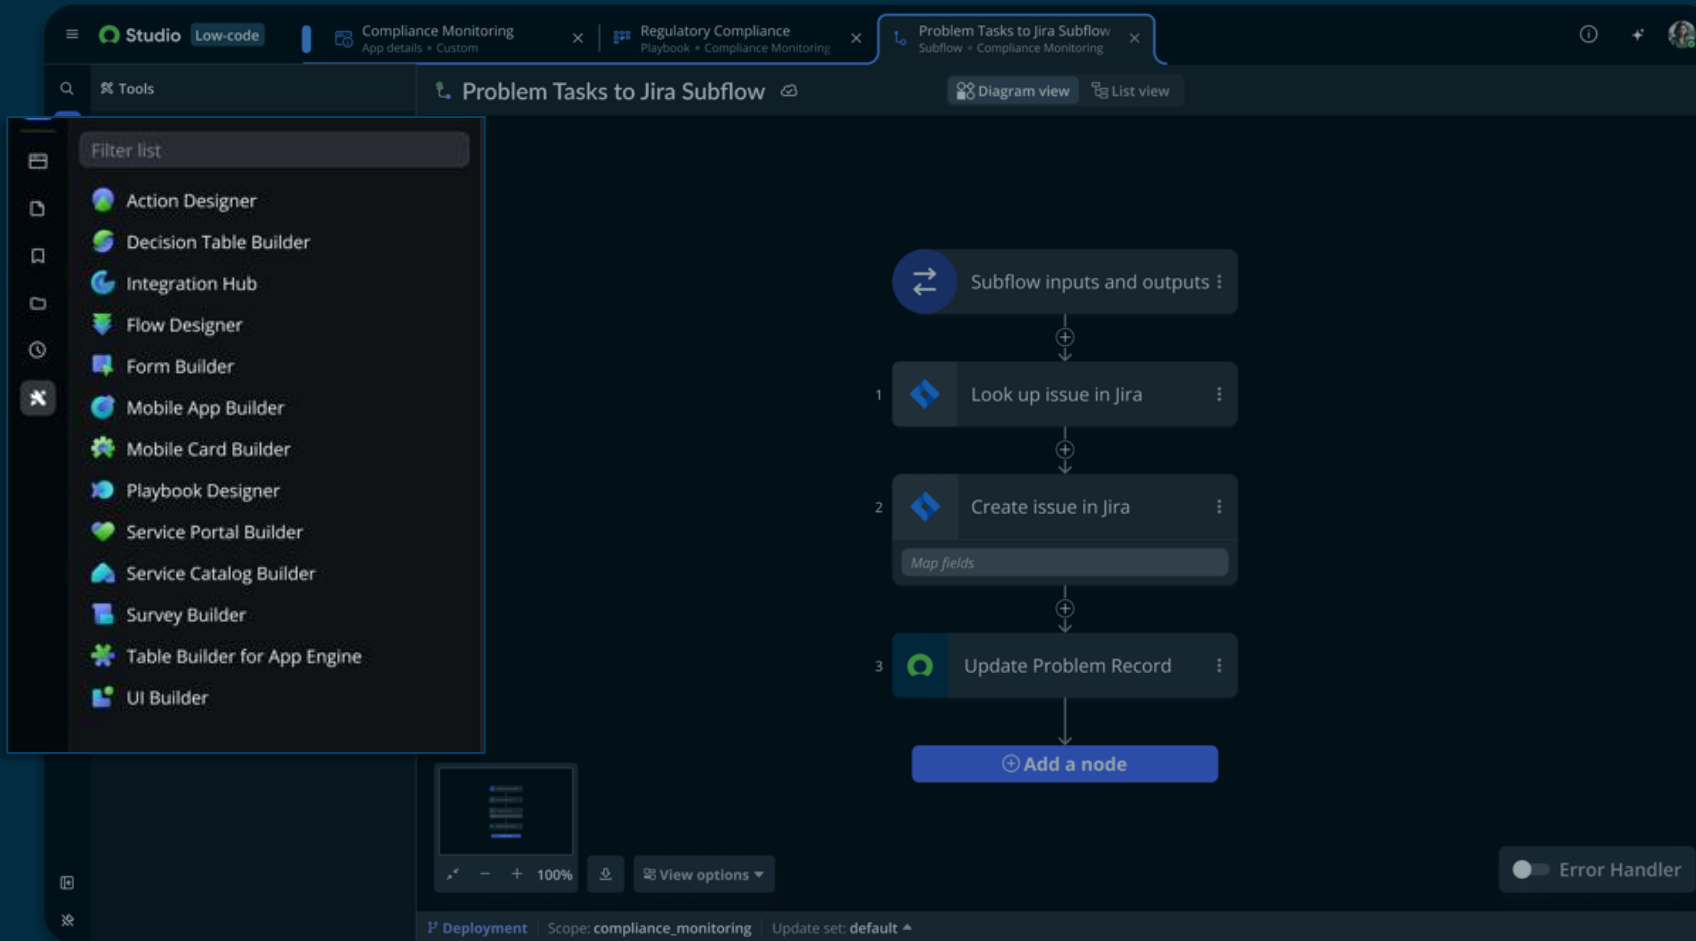 Studio Low-code
Compliance Monitoring
App details • Custom
Regulatory Compliance
Playbook • Compliance Monitoring
Problem Tasks to Jira Subflow
Subflow • Compliance Monitoring
Tools
Problem Tasks to Jira Subflow
Diagram view
List view
Filter list
Action Designer
Decision Table Builder
Integration Hub
Flow Designer
Form Builder
Mobile App Builder
Mobile Card Builder
Playbook Designer
Service Portal Builder
Service Catalog Builder
Survey Builder
Table Builder for App Engine
UI Builder
Subflow inputs and outputs
1 Look up issue in Jira
2 Create issue in Jira
Map fields
3 Update Problem Record
Add a node
100%
View options
Error Handler
Deployment
Scope: compliance_monitoring
Update set: default